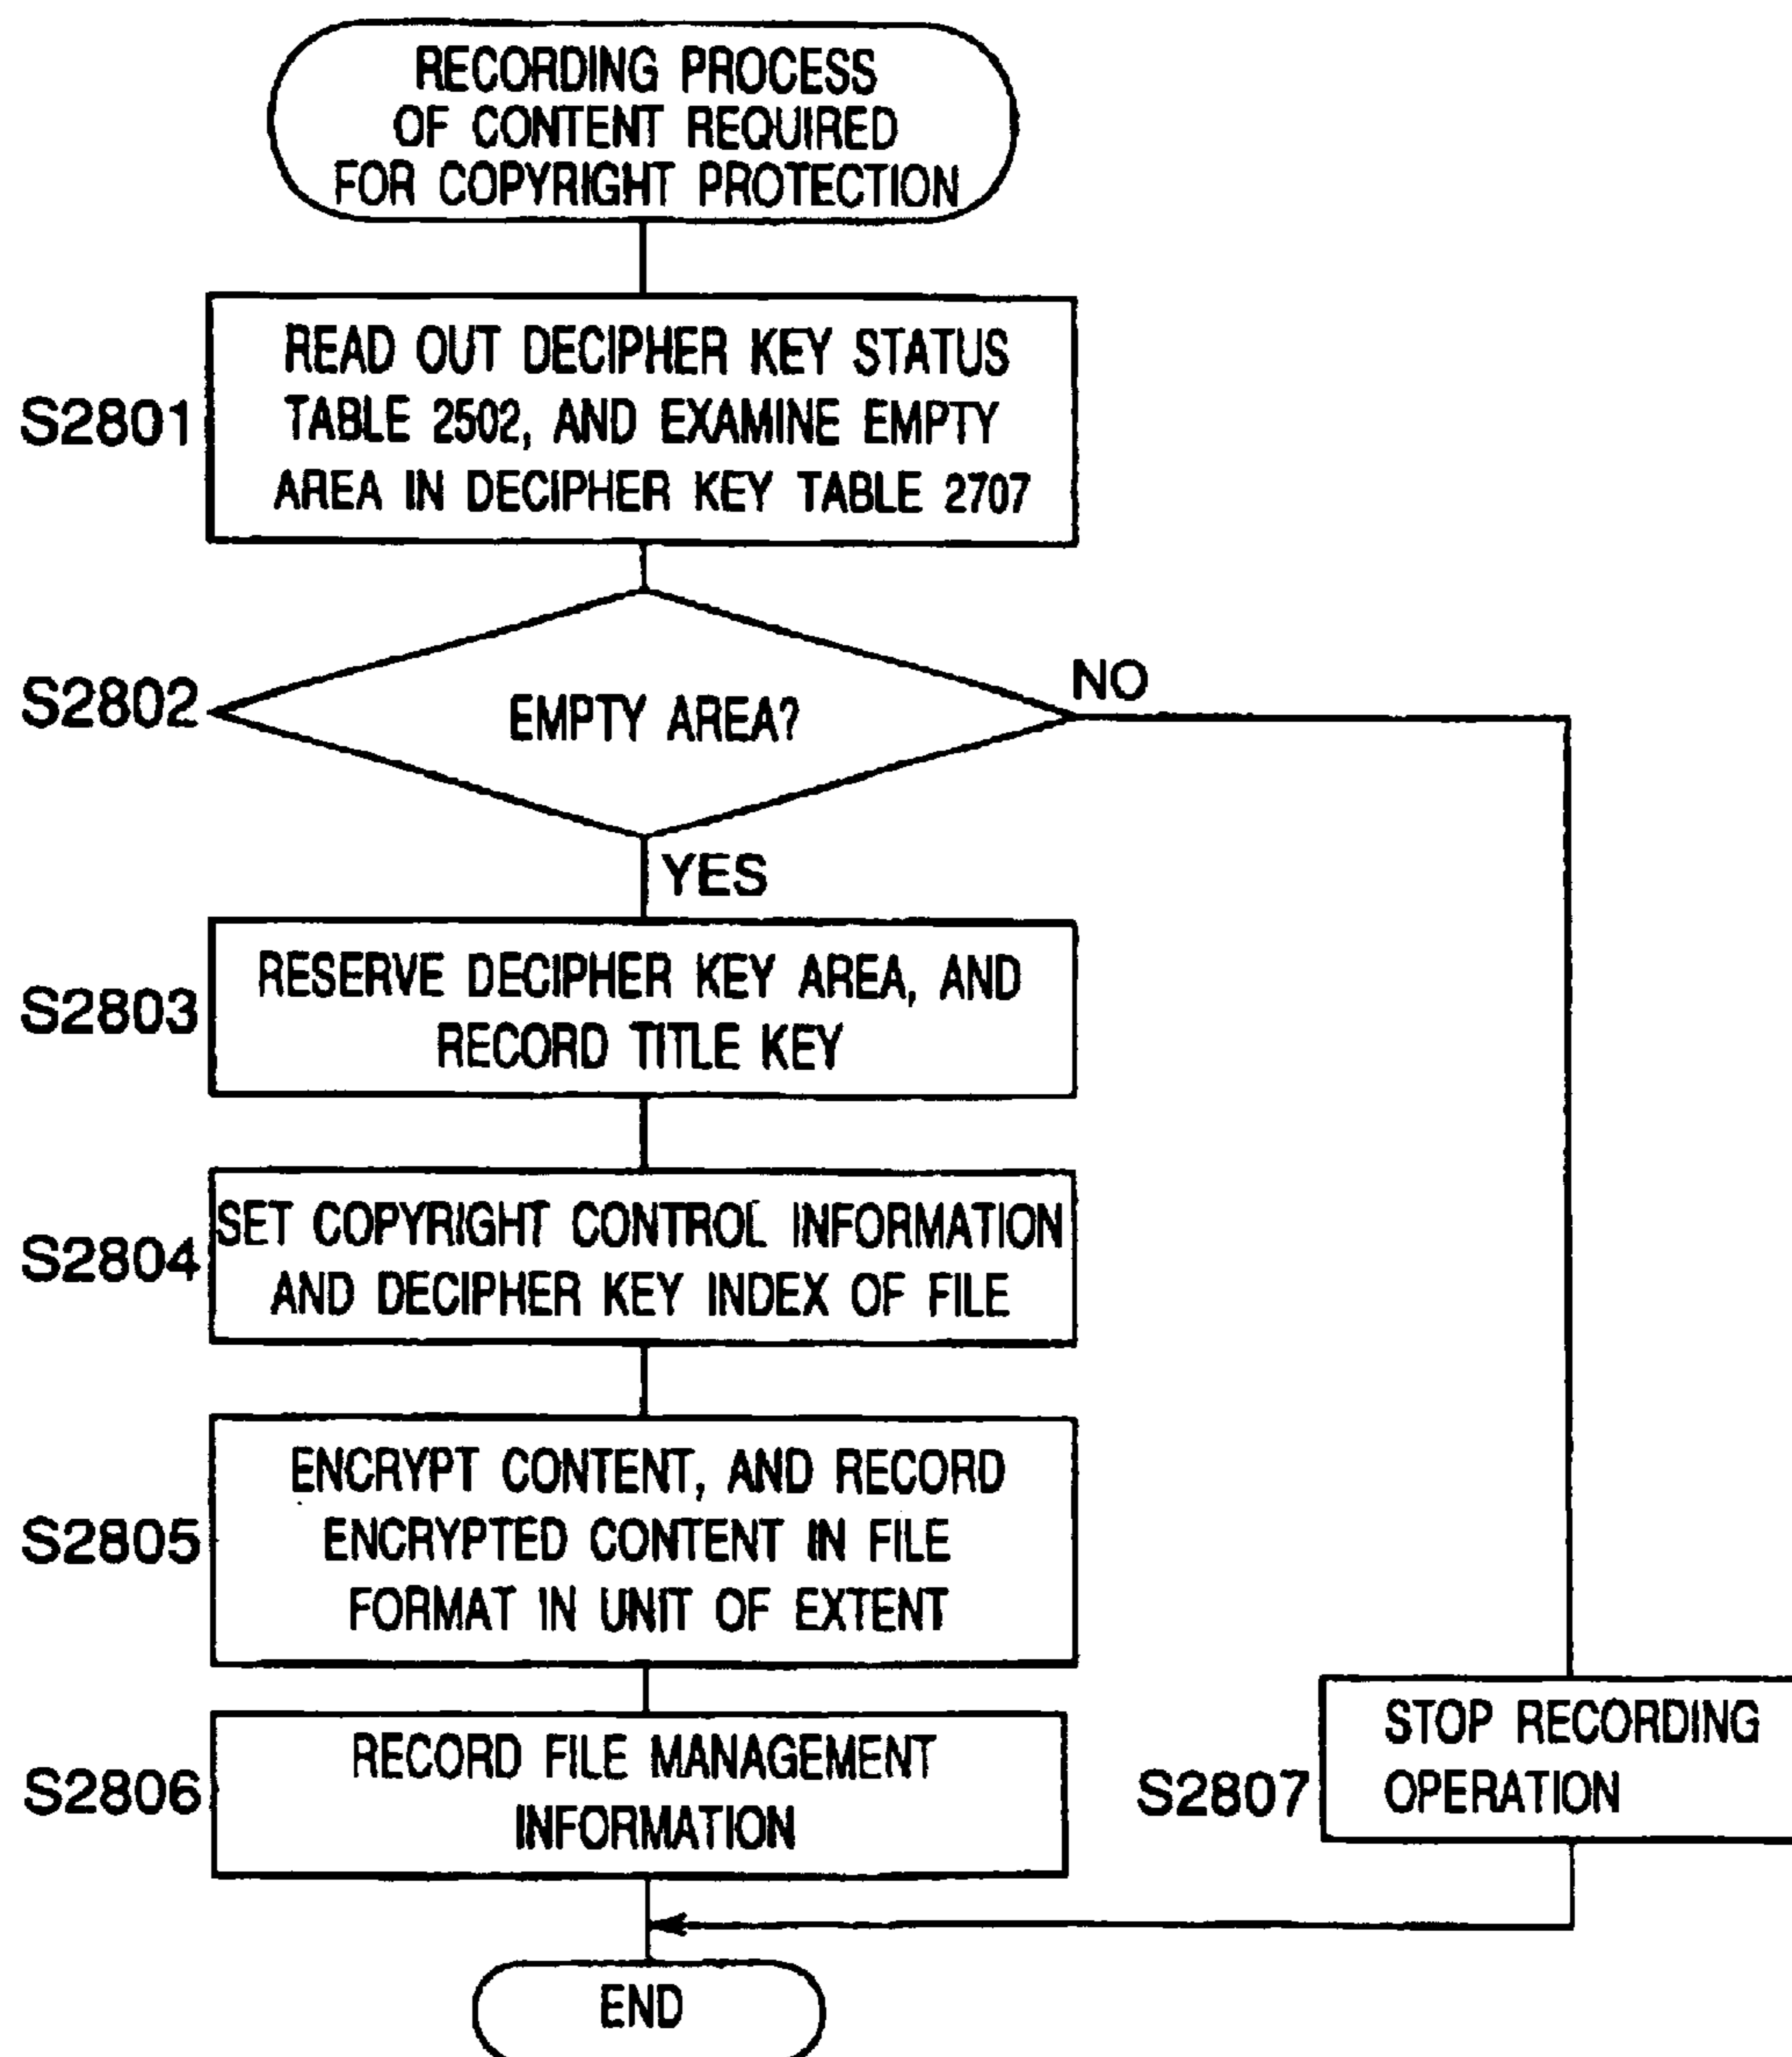 RECORDING PROCESS
OF CONTENT REQUIRED
FOR COPYRIGHT PROTECTION
READ OUT DECIPHER KEY STATUS
TABLE 2502, AND EXAMINE EMPTY
AREA IN DECIPHER KEY TABLE 2707
S2801
S2802
EMPTY AREA?
NO
YES
S2803
RESERVE DECIPHER KEY AREA, AND
RECORD TITLE KEY
S2804
SET COPYRIGHT CONTROL INFORMATION
AND DECIPHER KEY INDEX OF FILE
S2805
ENCRYPT CONTENT, AND RECORD
ENCRYPTED CONTENT IN FILE
FORMAT IN UNIT OF EXTENT
S2806
RECORD FILE MANAGEMENT
INFORMATION
S2807
STOP RECORDING
OPERATION
END